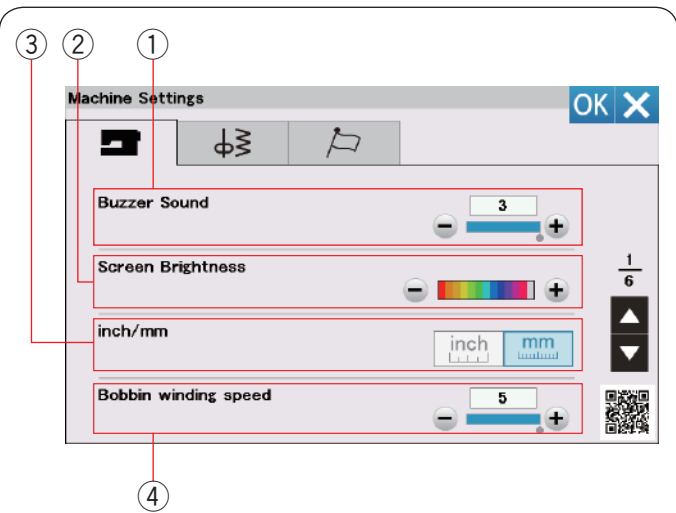 ③ ② ①
Machine Settings
OK
Buzzer Sound
3
Screen Brightness
1
6
inch/mm
inch mm
Bobbin winding speed
5
④